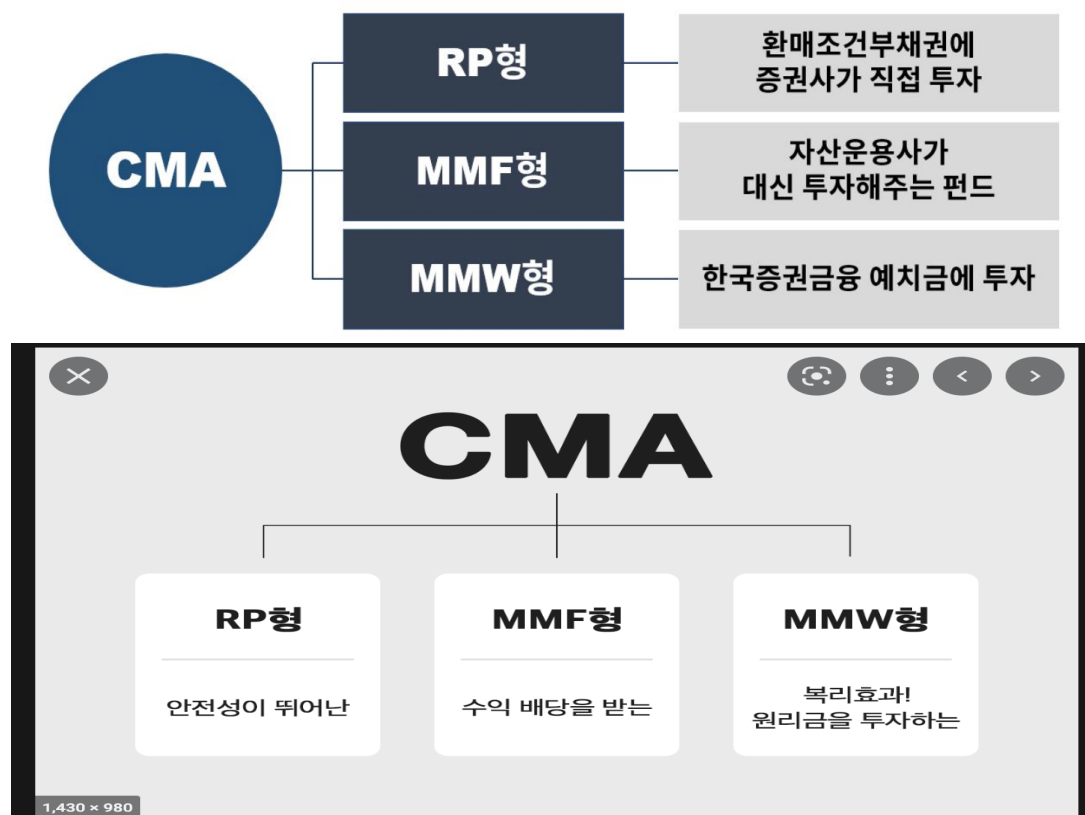 CMA
RP형
환매조건부채권에
증권사가 직접 투자
MMF형
자산운용사가
대신 투자해주는 펀드
MMW형
한국증권금융 예치금에 투자
CMA
RP형
안전성이 뛰어난
MMF형
수익 배당을 받는
MMW형
복리효과!
원리금을 투자하는
1,430 × 980